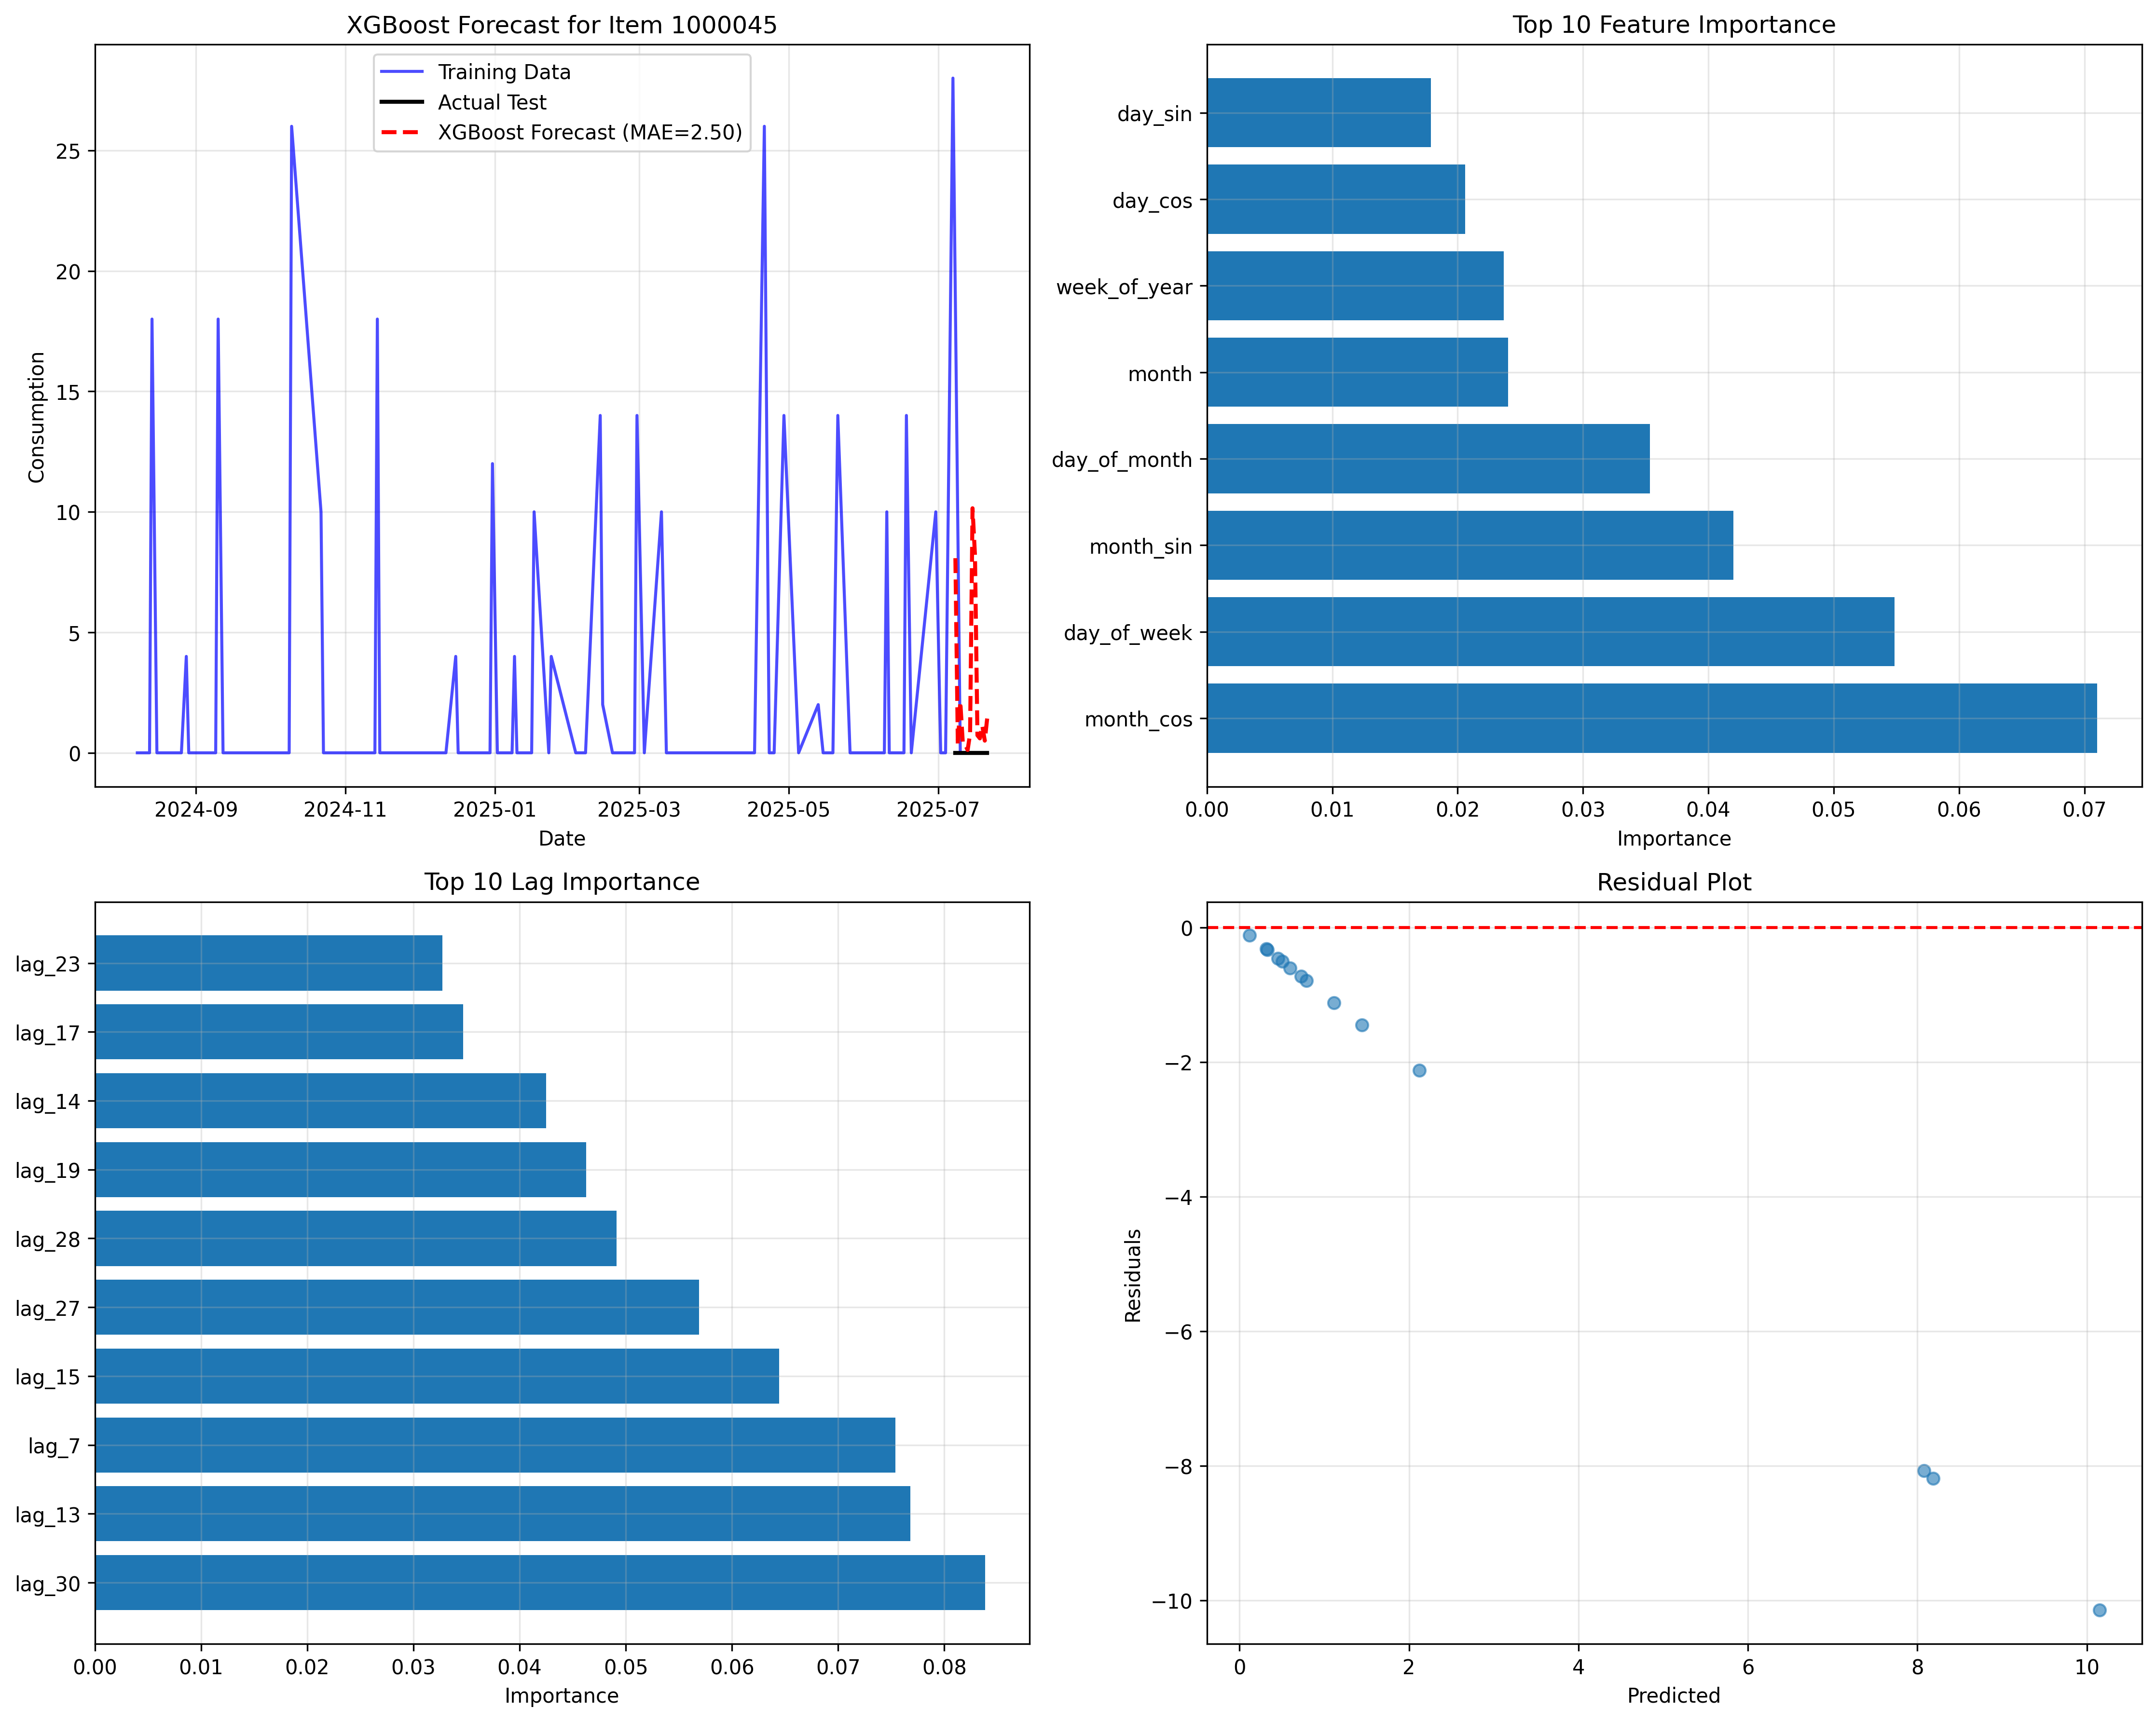 XGBoost Forecast for Item 1000045
Training Data
Actual Test
XGBoost Forecast (MAE=2.50)
Consumption
25
20
15
10
5
0
2024-09 2024-11 2025-01 2025-03 2025-05 2025-07
Date
Top 10 Feature Importance
day_sin
day_cos
week_of_year
month
day_of_month
month_sin
day_of_week
month_cos
0.00 0.01 0.02 0.03 0.04 0.05 0.06 0.07
Importance
Top 10 Lag Importance
lag_23
lag_17
lag_14
lag_19
lag_28
lag_27
lag_15
lag_7
lag_13
lag_30
0.00 0.01 0.02 0.03 0.04 0.05 0.06 0.07 0.08
Importance
Residual Plot
Residuals
0
−2
−4
−6
−8
−10
0 2 4 6 8 10
Predicted